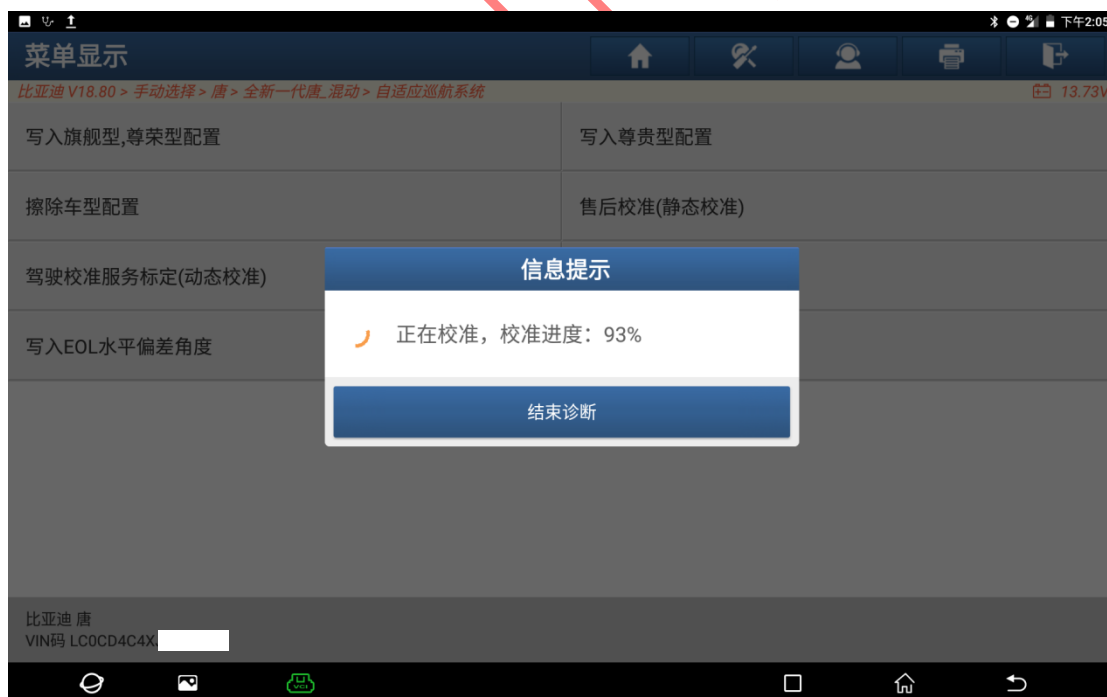 下午2:05
菜单显示
比亚迪 V18.80 > 手动选择 > 唐 > 全新一代唐_混动 > 自适应巡航系统
13.73V
写入旗舰型,尊荣型配置
写入尊贵型配置
擦除车型配置
售后校准(静态校准)
驾驶校准服务标定(动态校准)
信息提示
正在校准，校准进度：93%
写入EOL水平偏差角度
结束诊断
比亚迪 唐
VIN码 LC0CD4C4X
VCI